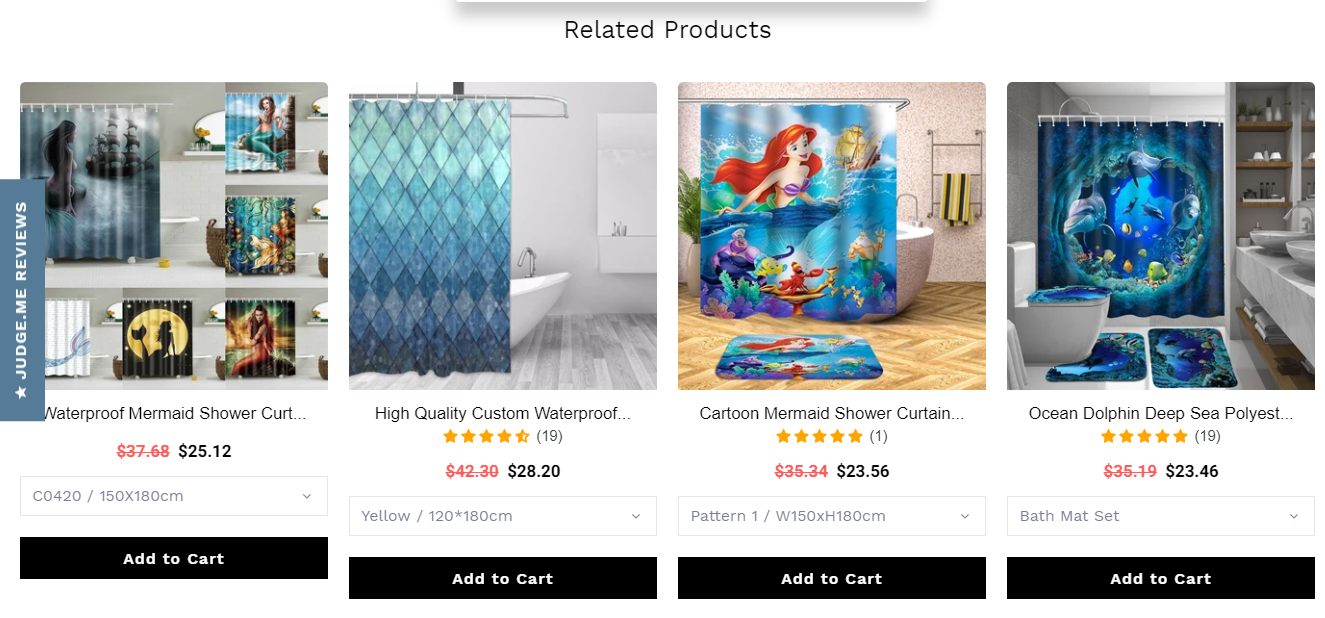 Related Products
★ JUDGE.ME REVIEWS
Waterproof Mermaid Shower Curt...
$37.68 $25.12
C0420 / 150X180cm
Add to Cart
High Quality Custom Waterproof...
(19)
$42.30 $28.20
Yellow / 120*180cm
Add to Cart
Cartoon Mermaid Shower Curtain...
(1)
$35.34 $23.56
Pattern 1 / W150xH180cm
Add to Cart
Ocean Dolphin Deep Sea Polyest...
(19)
$35.19 $23.46
Bath Mat Set
Add to Cart